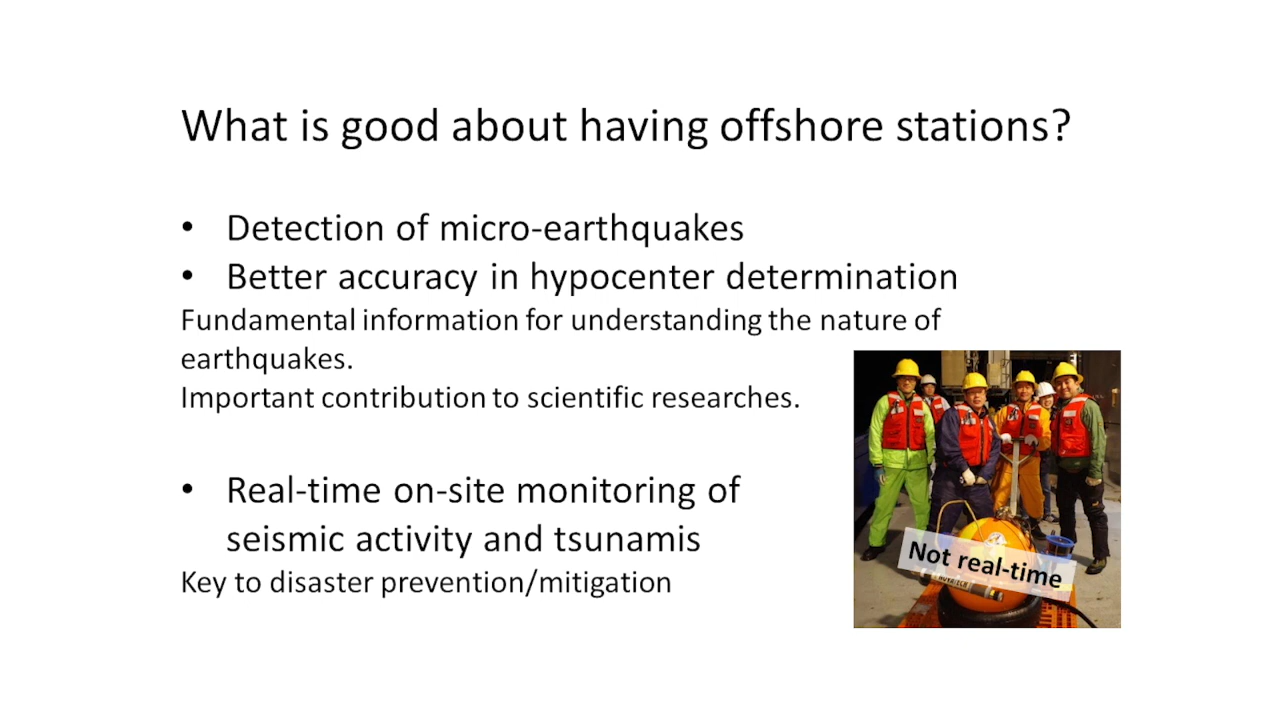 What is good about having offshore stations?
• Detection of micro-earthquakes
• Better accuracy in hypocenter determination
Fundamental information for understanding the nature of
earthquakes.
Important contribution to scientific researches.
• Real-time on-site monitoring of
seismic activity and tsunamis
Key to disaster prevention/mitigation
Not real-time